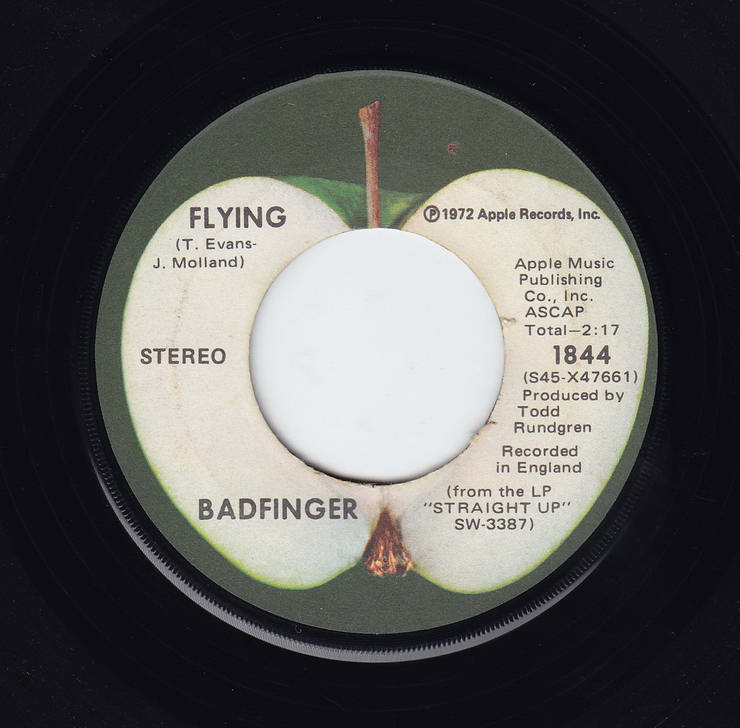 FLYING
(T. Evans-
J. Molland)
STEREO
BADFINGER
Ⓟ1972 Apple Records, Inc.
Apple Music
Publishing
Co., Inc.
ASCAP
Total—2:17
1844
(S45-X47661)
Produced by
Todd
Rundgren
Recorded
in England
(from the LP
"STRAIGHT UP"
SW-3387)